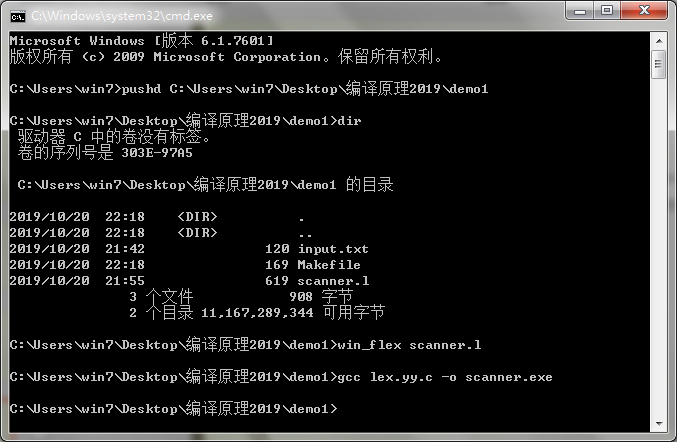 C:\Windows\system32\cmd.exe
Microsoft Windows [版本 6.1.7601]
版权所有 (c) 2009 Microsoft Corporation。保留所有权利。
C:\Users\win7>pushd C:\Users\win7\Desktop\编译原理2019\demo1
C:\Users\win7\Desktop\编译原理2019\demo1>dir
驱动器 C 中的卷没有标签。
卷的序列号是 303E-97A5
C:\Users\win7\Desktop\编译原理2019\demo1 的目录
2019/10/20  22:18    <DIR>          .
2019/10/20  22:18    <DIR>          ..
2019/10/20  21:42               120 input.txt
2019/10/20  22:18               169 Makefile
2019/10/20  21:55               619 scanner.l
3 个文件            908 字节
2 个目录 11,167,289,344 可用字节
C:\Users\win7\Desktop\编译原理2019\demo1>win_flex scanner.l
C:\Users\win7\Desktop\编译原理2019\demo1>gcc lex.yy.c -o scanner.exe
C:\Users\win7\Desktop\编译原理2019\demo1>